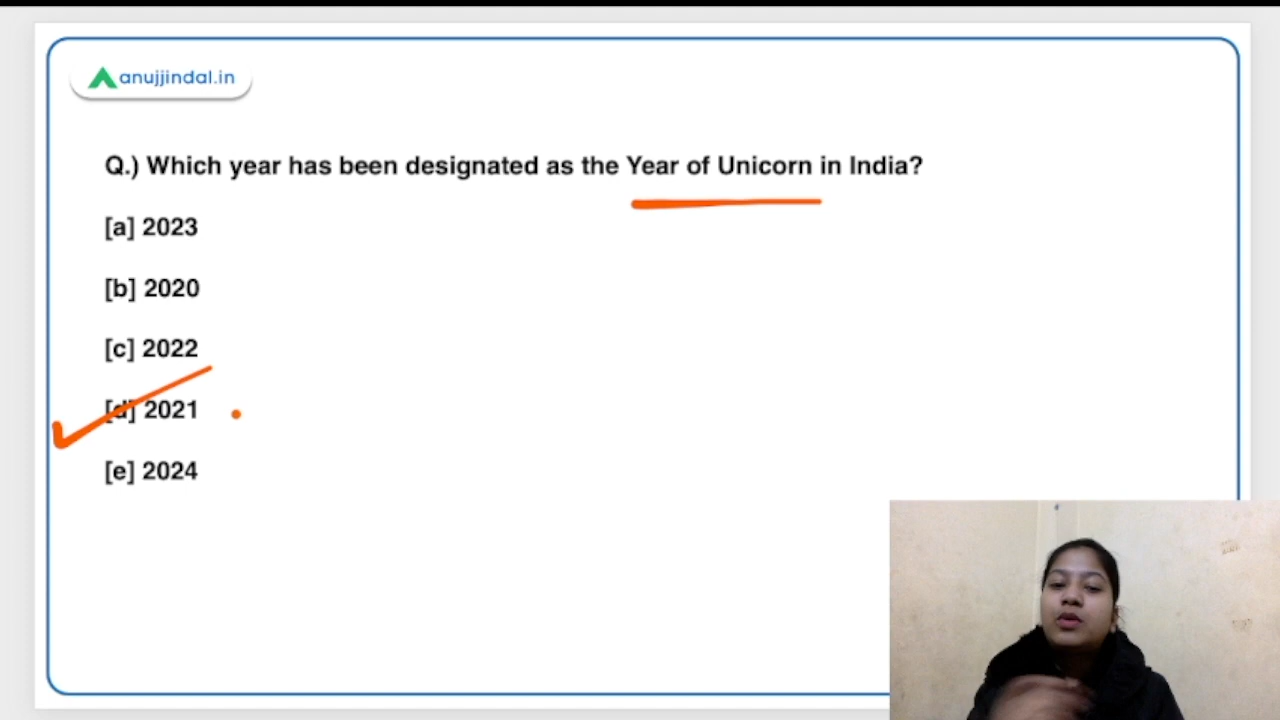 anujjindal.in
Q.) Which year has been designated as the Year of Unicorn in India?
[a] 2023
[b] 2020
[c] 2022
[d] 2021
[e] 2024